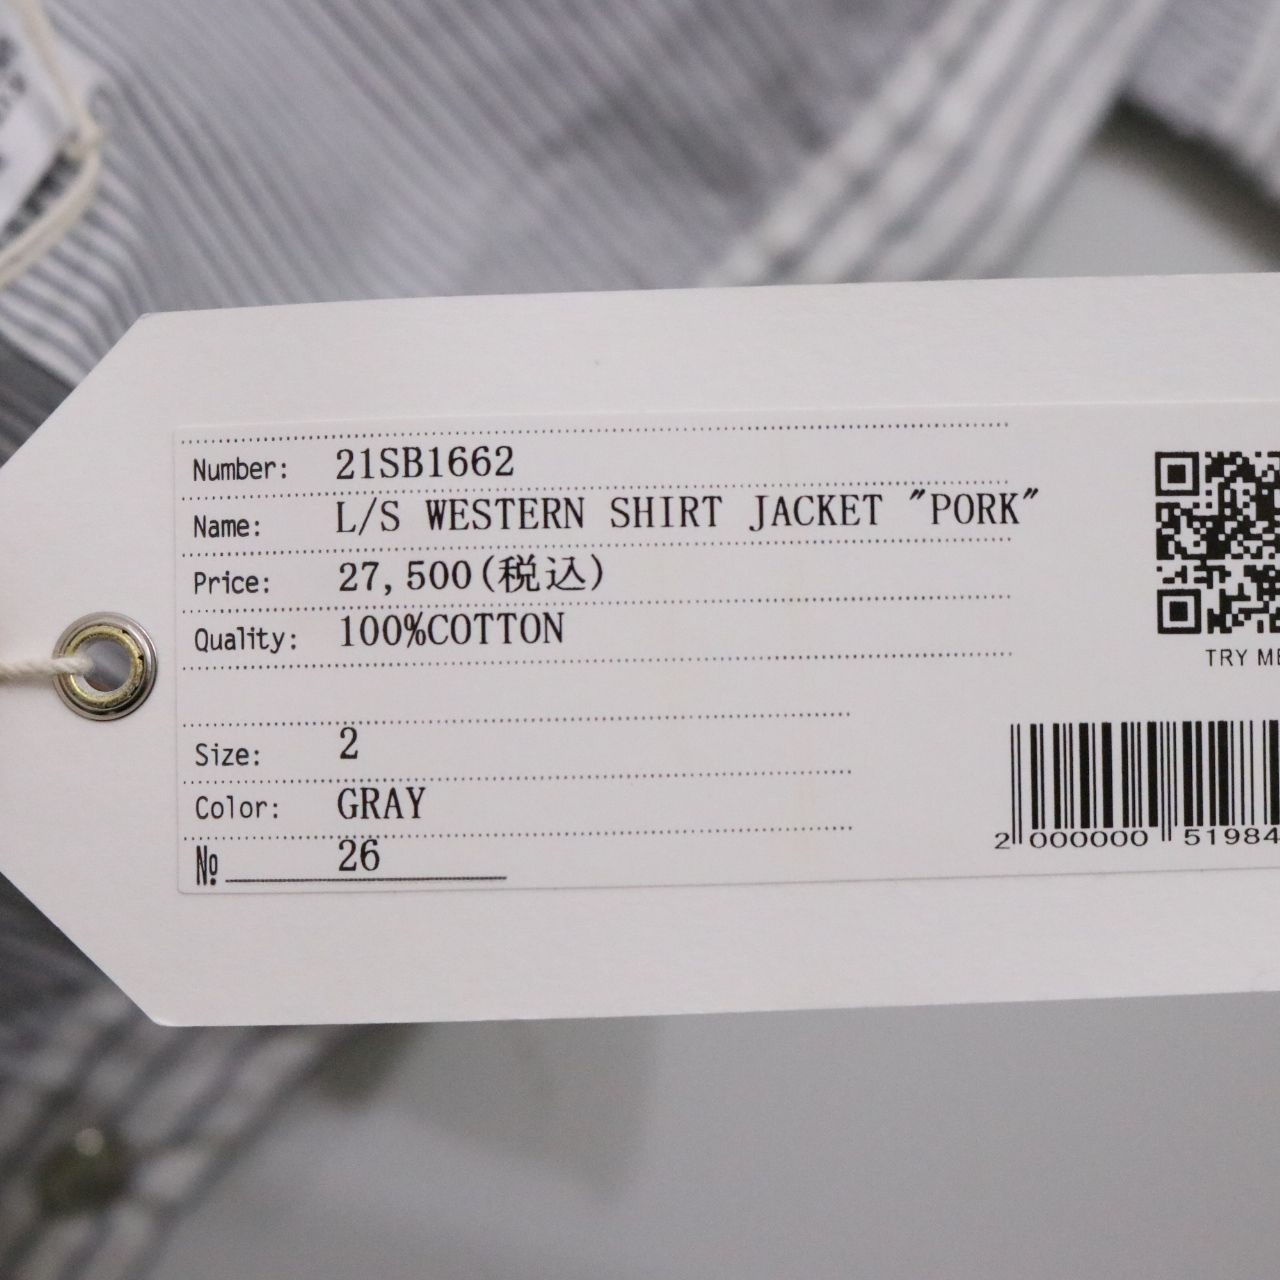 Number: 21SB1662
Name: L/S WESTERN SHIRT JACKET "PORK"
Price: 27,500(税込)
Quality: 100%COTTON
Size: 2
Color: GRAY
№ 26
TRY
2 000000 51984